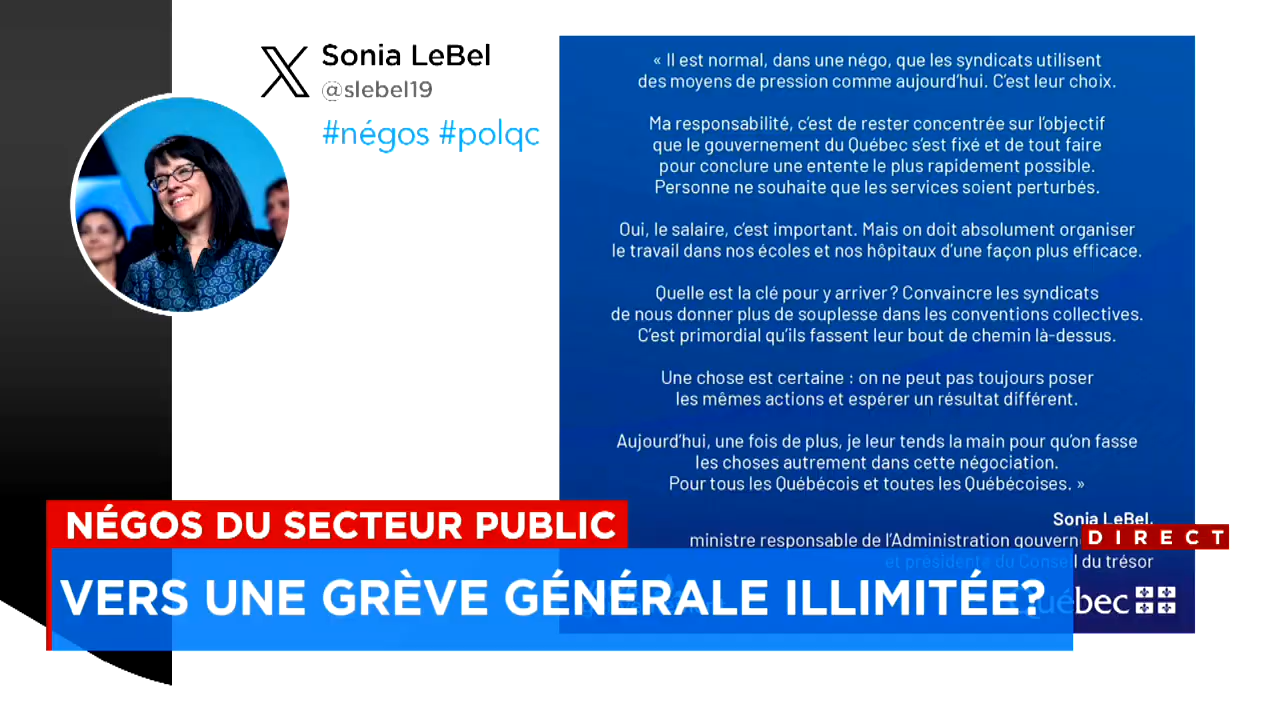 Sonia LeBel
@slebel19
#négos #polqc
« Il est normal, dans une négo, que les syndicats utilisent
des moyens de pression comme aujourd'hui. C'est leur choix.
Ma responsabilité, c'est de rester concentrée sur l'objectif
que le gouvernement du Québec s'est fixé et de tout faire
pour conclure une entente le plus rapidement possible.
Personne ne souhaite que les services soient perturbés.
Oui, le salaire, c'est important. Mais on doit absolument organiser
le travail dans nos écoles et nos hôpitaux d'une façon plus efficace.
Quelle est la clé pour y arriver ? Convaincre les syndicats
de nous donner plus de souplesse dans les conventions collectives.
C'est primordial qu'ils fassent leur bout de chemin là-dessus.
Une chose est certaine : on ne peut pas toujours poser
les mêmes actions et espérer un résultat différent.
Aujourd'hui, une fois de plus, je leur tends la main pour qu'on fasse
les choses autrement dans cette négociation.
Pour tous les Québécois et toutes les Québécoises. »
Sonia LeBel,
ministre responsable de l'Administration gouver
et présidente du Conseil du trésor
Québec
NÉGOS DU SECTEUR PUBLIC
DIRECT
VERS UNE GRÈVE GÉNÉRALE ILLIMITÉE?